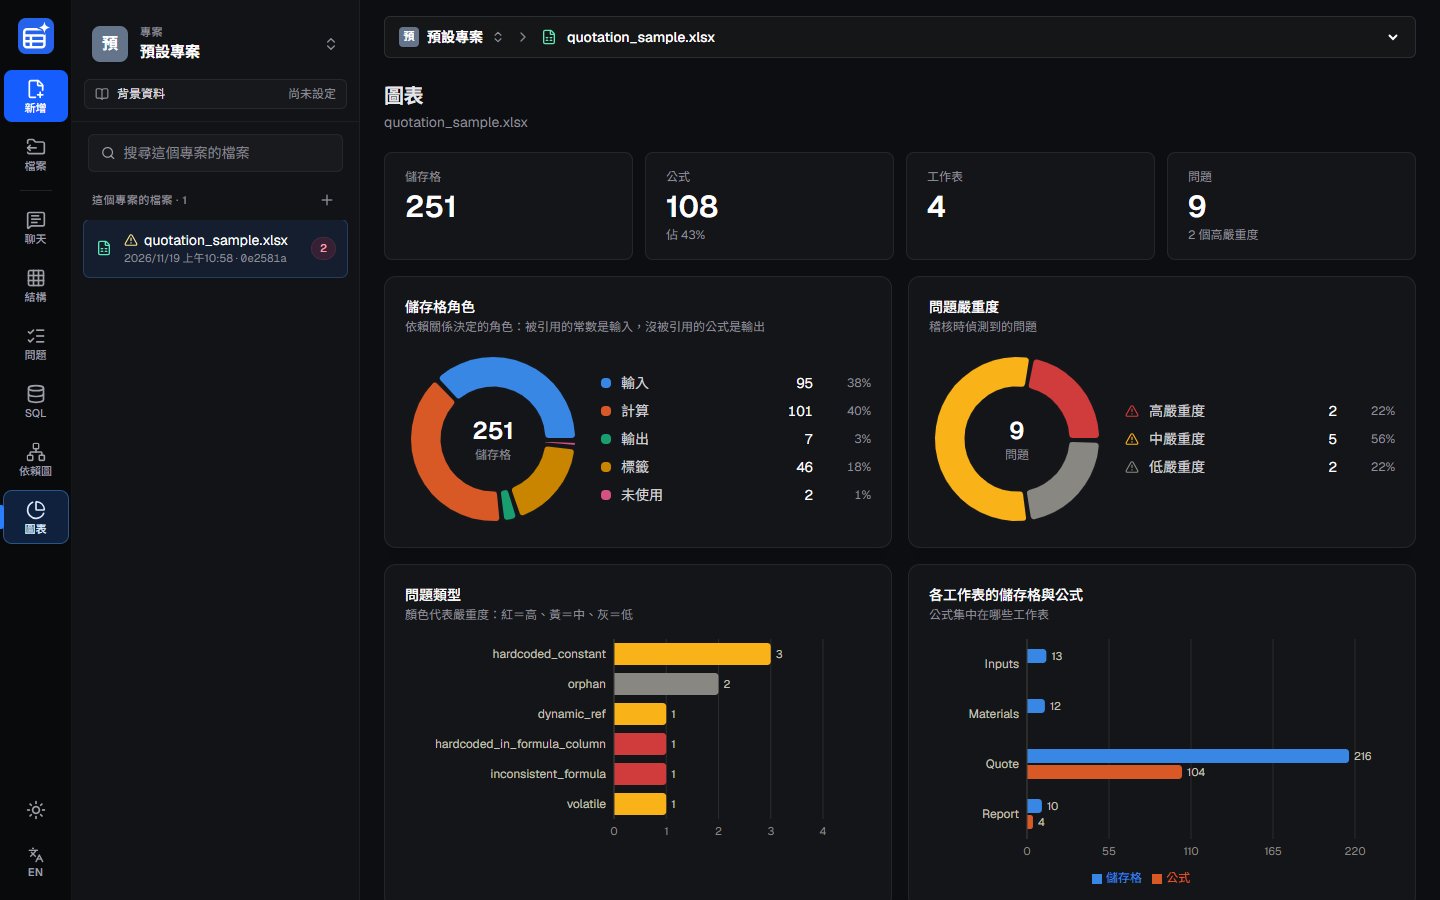 新增
檔案
聊天
結構
問題
SQL
依賴圖
圖表
EN
預
專案
預設專案
背景資料
尚未設定
搜尋這個專案的檔案
這個專案的檔案 · 1
quotation_sample.xlsx
2026/11/19 上午10:58 · 0e2581a
2
預 預設專案 quotation_sample.xlsx
圖表
quotation_sample.xlsx
儲存格
251
公式
108
佔 43%
工作表
4
問題
9
2 個高嚴重度
儲存格角色
依賴關係決定的角色：被引用的常數是輸入，沒被引用的公式是輸出
251
儲存格
輸入 95 38%
計算 101 40%
輸出 7 3%
標籤 46 18%
未使用 2 1%
問題嚴重度
稽核時偵測到的問題
9
問題
高嚴重度 2 22%
中嚴重度 5 56%
低嚴重度 2 22%
問題類型
顏色代表嚴重度：紅＝高、黃＝中、灰＝低
hardcoded_constant 3
orphan 2
dynamic_ref 1
hardcoded_in_formula_column 1
inconsistent_formula 1
volatile 1
0 1 2 3 4
各工作表的儲存格與公式
公式集中在哪些工作表
Inputs 13
Materials 12
Quote 216
104
Report 10
4
0 55 110 165 220
儲存格 公式